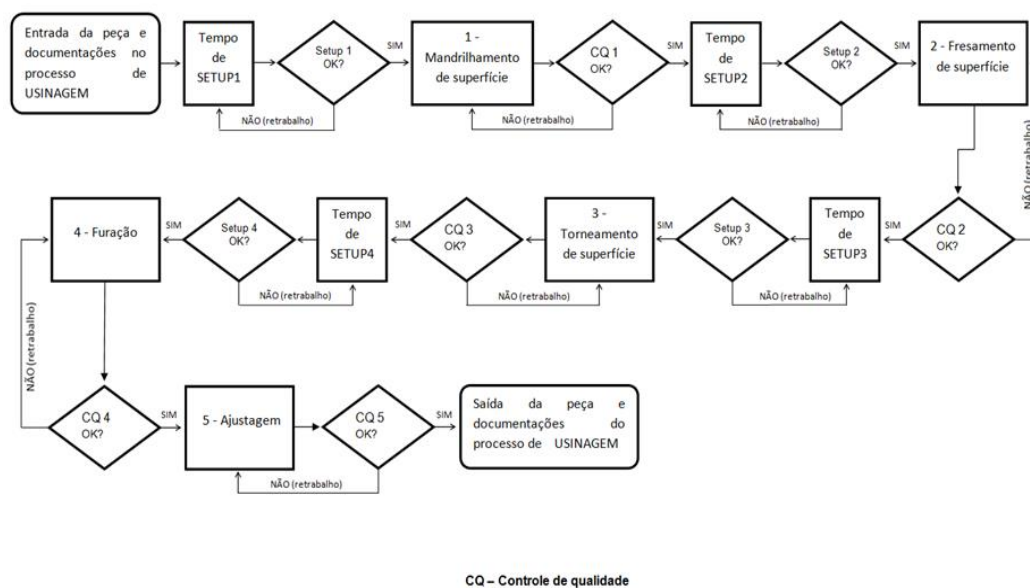 Entrada da peça e
documentações no
processo de
USINAGEM
Tempo
de
SETUP1
Setup 1
OK?
SIM
NÃO (retrabalho)
1 -
Mandrilhamento
de superfície
CQ 1
OK?
SIM
NÃO (retrabalho)
Tempo
de
SETUP2
Setup 2
OK?
SIM
NÃO (retrabalho)
2 - Fresamento
de superfície
NÃO (retrabalho)
CQ 2
OK?
SIM
Tempo
de
SETUP3
Setup 3
OK?
SIM
NÃO (retrabalho)
3 -
Torneamento
de superfície
CQ 3
OK?
SIM
NÃO (retrabalho)
Tempo
de
SETUP4
Setup 4
OK?
SIM
NÃO (retrabalho)
4 - Furação
NÃO (retrabalho)
CQ 4
OK?
SIM
5 - Ajustagem
CQ 5
OK?
SIM
NÃO (retrabalho)
Saída da peça e
documentações do
processo de USINAGEM
CQ – Controle de qualidade